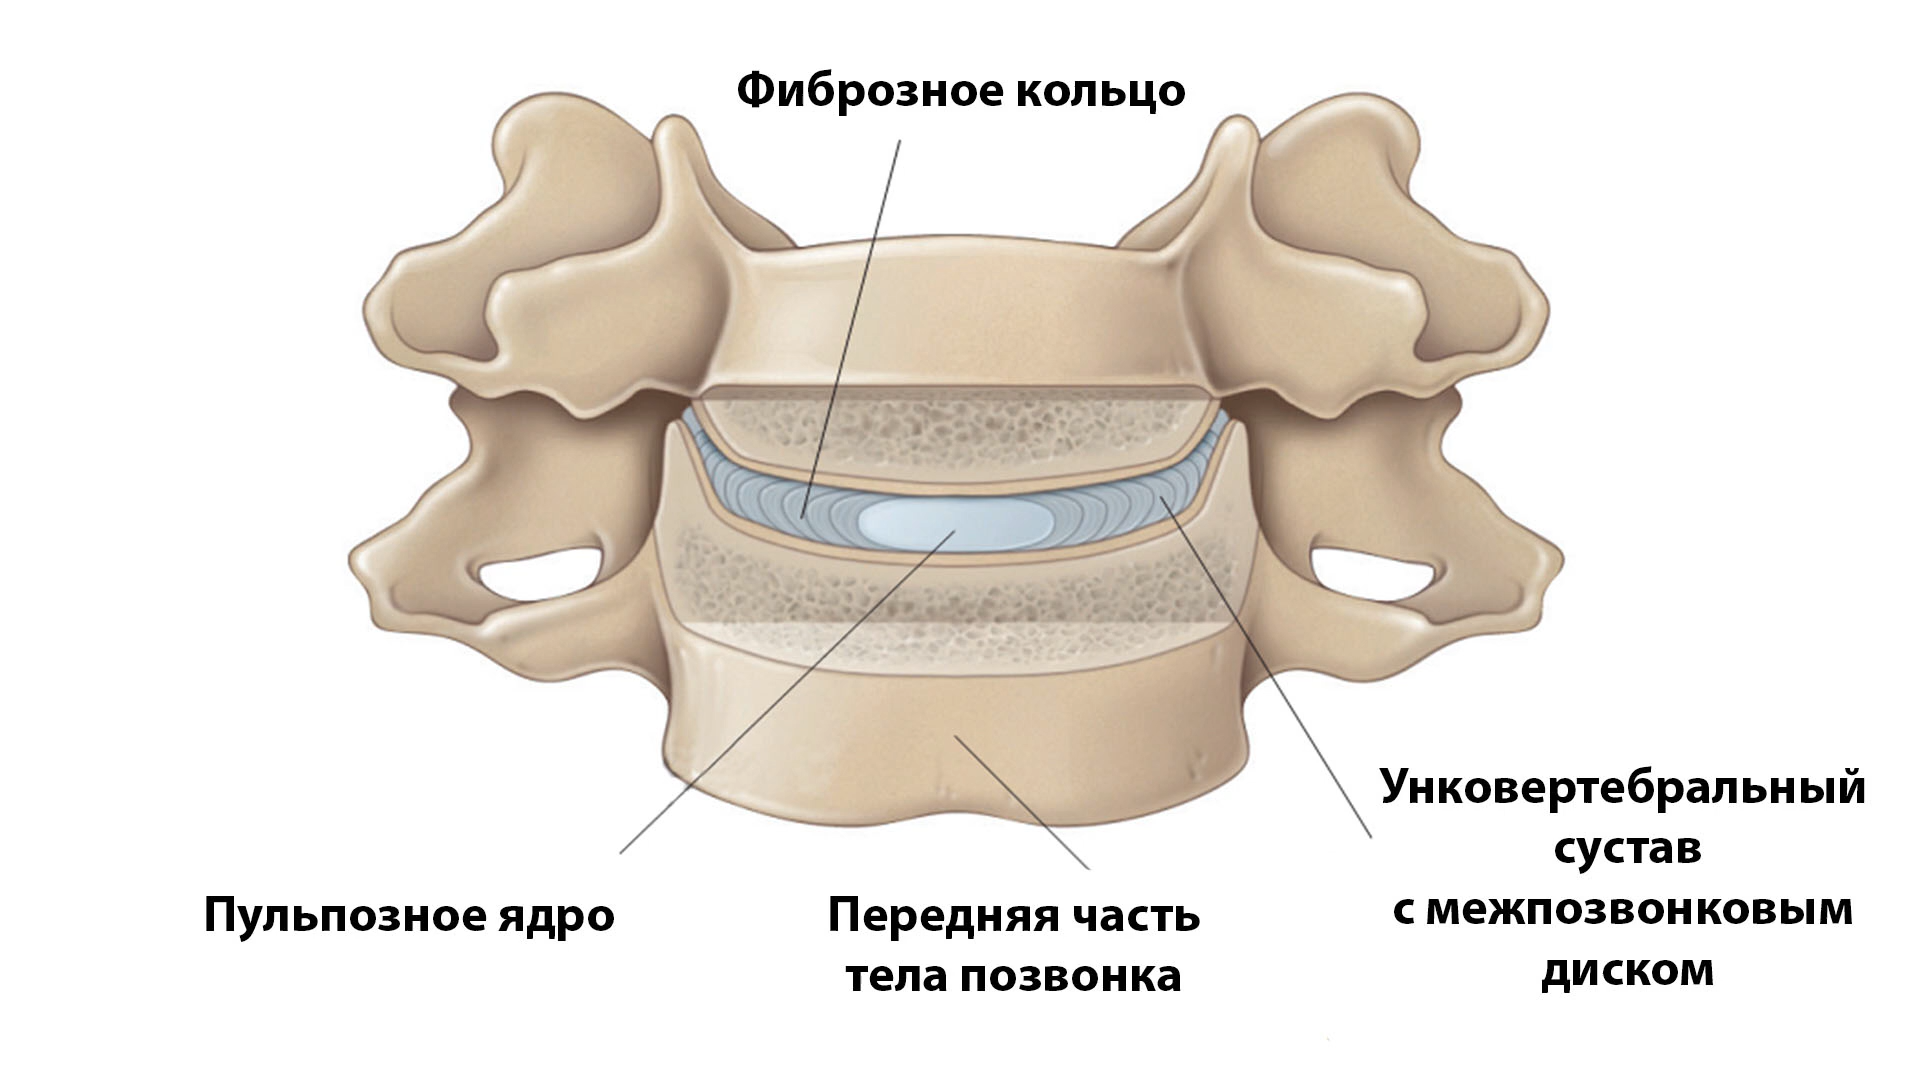 Фиброзное кольцо
Унковертебральный
сустав
с межпозвонковым
диском
Пульпозное ядро
Передняя часть
тела позвонка